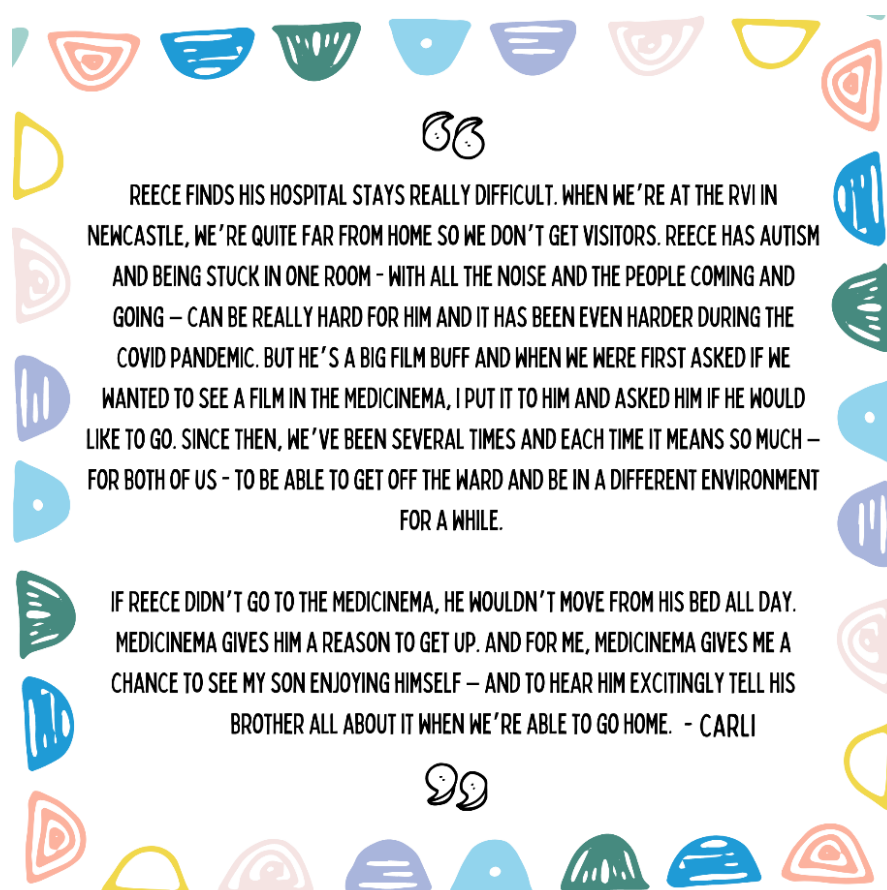 REECE FINDS HIS HOSPITAL STAYS REALLY DIFFICULT. WHEN WE'RE AT THE RVI IN
NEWCASTLE, WE'RE QUITE FAR FROM HOME SO WE DON'T GET VISITORS. REECE HAS AUTISM
AND BEING STUCK IN ONE ROOM - WITH ALL THE NOISE AND THE PEOPLE COMING AND
GOING – CAN BE REALLY HARD FOR HIM AND IT HAS BEEN EVEN HARDER DURING THE
COVID PANDEMIC. BUT HE'S A BIG FILM BUFF AND WHEN WE WERE FIRST ASKED IF WE
WANTED TO SEE A FILM IN THE MEDICINEMA, I PUT IT TO HIM AND ASKED HIM IF HE WOULD
LIKE TO GO. SINCE THEN, WE'VE BEEN SEVERAL TIMES AND EACH TIME IT MEANS SO MUCH –
FOR BOTH OF US - TO BE ABLE TO GET OFF THE WARD AND BE IN A DIFFERENT ENVIRONMENT
FOR A WHILE.
IF REECE DIDN'T GO TO THE MEDICINEMA, HE WOULDN'T MOVE FROM HIS BED ALL DAY.
MEDICINEMA GIVES HIM A REASON TO GET UP. AND FOR ME, MEDICINEMA GIVES ME A
CHANCE TO SEE MY SON ENJOYING HIMSELF – AND TO HEAR HIM EXCITINGLY TELL HIS
BROTHER ALL ABOUT IT WHEN WE'RE ABLE TO GO HOME. - CARLI